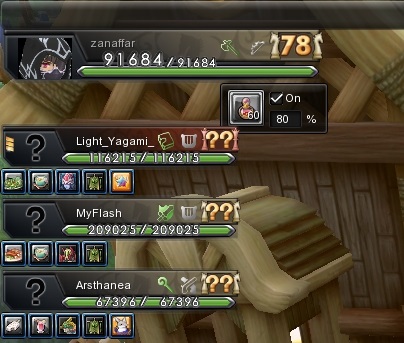 zanaffar
78
91684 / 91684
60
On
80 %
Light_Yagami_
??
116215 / 116215
MyFlash
??
209025 / 209025
Arsthanea
??
67396 / 67396